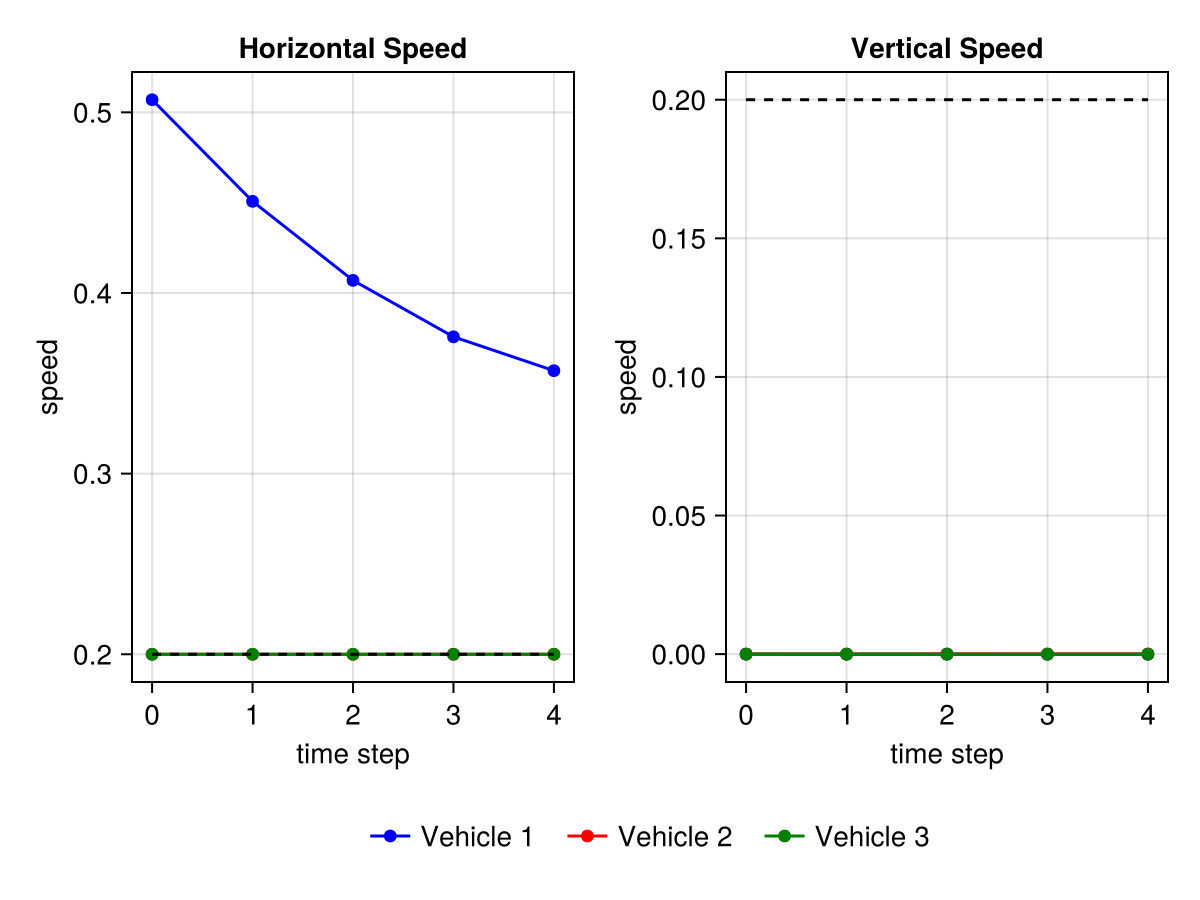 Horizontal Speed
0.5
0.4
0.3
0.2
speed
0 1 2 3 4
time step
Vertical Speed
0.20
0.15
0.10
0.05
0.00
speed
0 1 2 3 4
time step
Vehicle 1 Vehicle 2 Vehicle 3